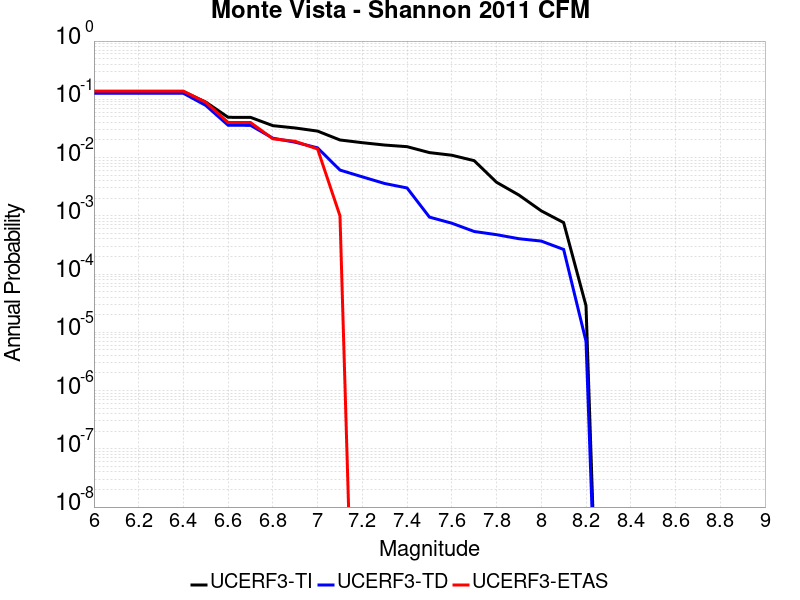 Monte Vista - Shannon 2011 CFM
10^0
10^-1
10^-2
10^-3
10^-4
10^-5
10^-6
10^-7
10^-8
Annual Probability
6 6.2 6.4 6.6 6.8 7 7.2 7.4 7.6 7.8 8 8.2 8.4 8.6 8.8 9
Magnitude
UCERF3-TI UCERF3-TD UCERF3-ETAS